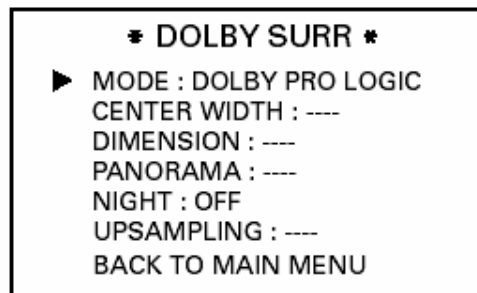 * DOLBY SURR *
MODE : DOLBY PRO LOGIC
CENTER WIDTH : ----
DIMENSION : ----
PANORAMA : ----
NIGHT : OFF
UPSAMPLING : ----
BACK TO MAIN MENU